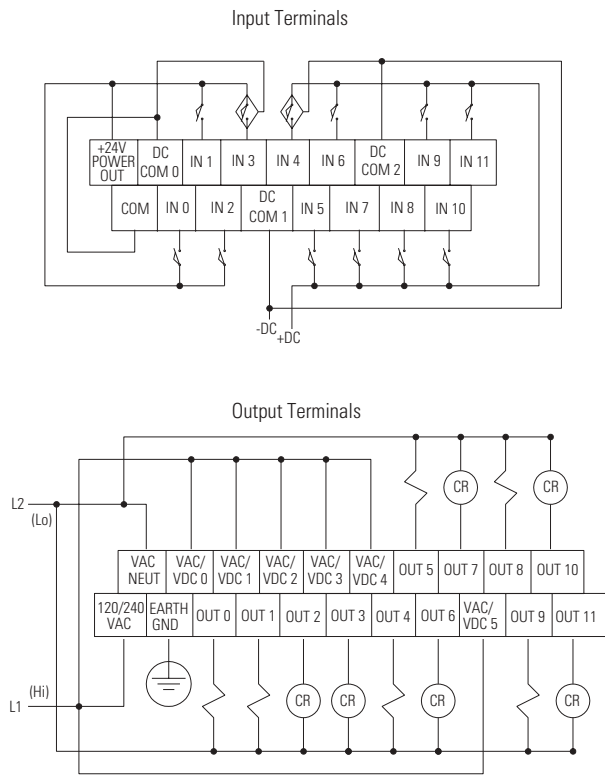 Input Terminals
+24V POWER OUT
DC COM 0
IN 1
IN 3
IN 4
IN 6
DC COM 2
IN 9
IN 11
COM
IN 0
IN 2
DC COM 1
IN 5
IN 7
IN 8
IN 10
-DC
+DC
Output Terminals
CR
CR
L2
(Lo)
VAC NEUT
VAC/ VDC 0
VAC/ VDC 1
VAC/ VDC 2
VAC/ VDC 3
VAC/ VDC 4
OUT 5
OUT 7
OUT 8
OUT 10
120/240 VAC
EARTH GND
OUT 0
OUT 1
OUT 2
OUT 3
OUT 4
OUT 6
VAC/ VDC 5
OUT 9
OUT 11
(Hi)
L1
CR
CR
CR
CR